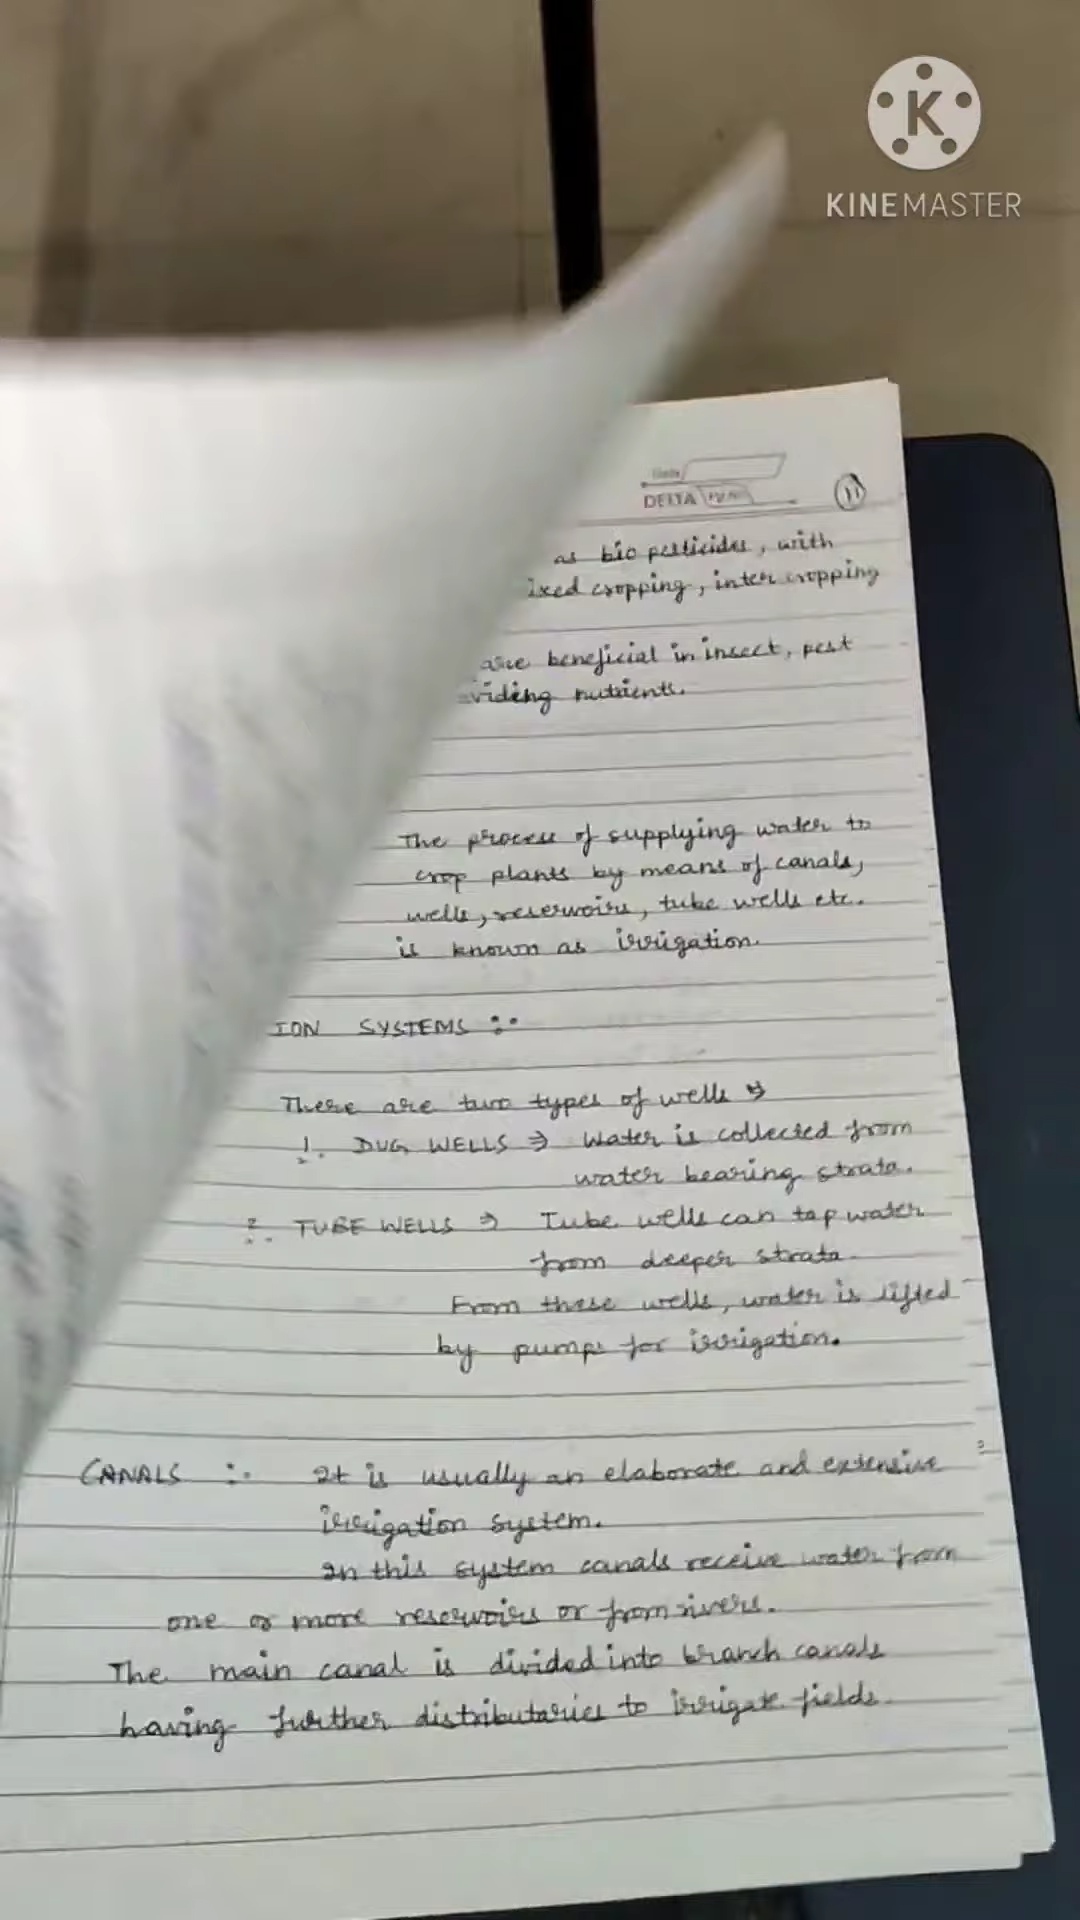 KINEMASTER
DELTA
11
as bio pesticides, with
ixed cropping, inter cropping
are beneficial in insect, pest
viding nutrients.
The process of supplying water to
crop plants by means of canals,
wells, reservoirs, tube wells etc.
is known as irrigation.
ION SYSTEMS :-
There are two types of wells ⇒
1. DUG WELLS ⇒ Water is collected from
water bearing strata.
2. TUBE WELLS ⇒ Tube wells can tap water
from deeper strata.
From these wells, water is lifted
by pumps for irrigation.
CANALS :- It is usually an elaborate and extensive
irrigation system.
In this system canals receive water from
one or more reservoirs or from rivers.
The main canal is divided into branch canals
having further distributaries to irrigate fields.